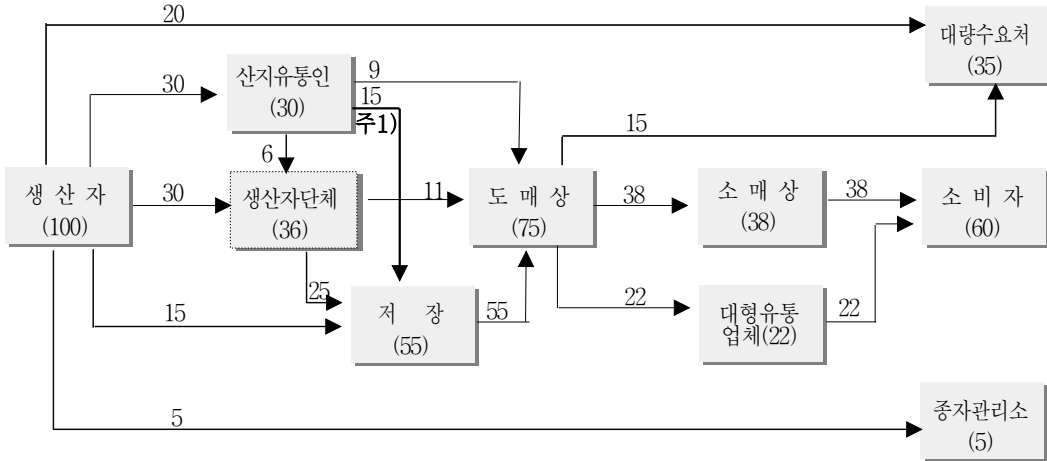 20
대량수요처
(35)
산지유통인
(30)
30
9
15
주1)
15
6
생 산 자
(100)
30
생산자단체
(36)
11
도 매 상
(75)
38
소 매 상
(38)
38
소 비 자
(60)
25
15
저 장
(55)
55
22
대형유통
업체(22)
22
5
종자관리소
(5)